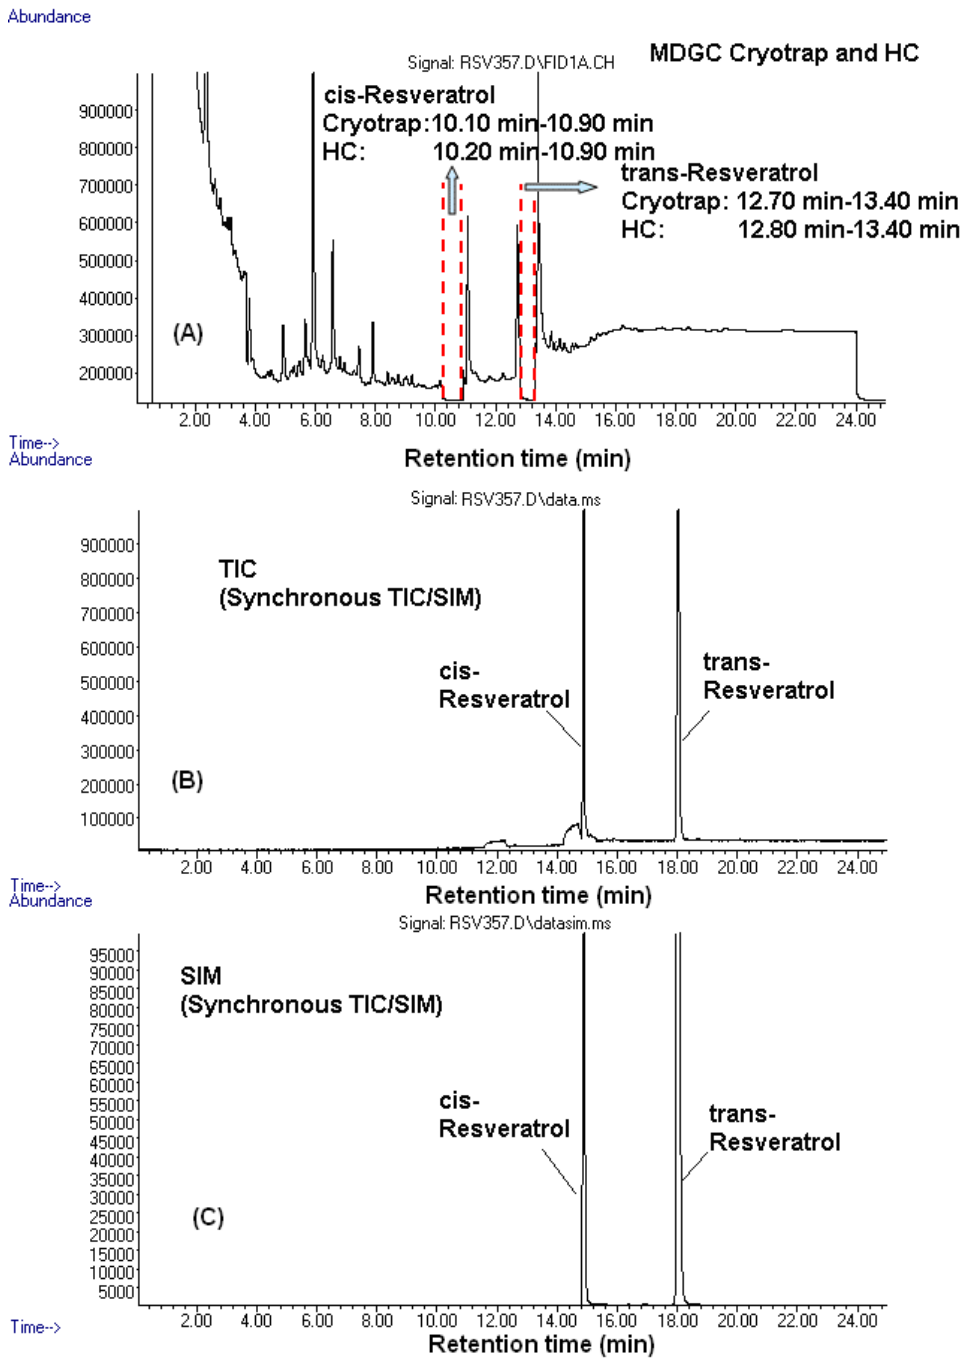 Abundance
Signal: RSV357.D\FID1A.CH
MDGC Cryotrap and HC
cis-Resveratrol
Cryotrap:10.10 min-10.90 min
HC: 10.20 min-10.90 min
trans-Resveratrol
Cryotrap: 12.70 min-13.40 min
HC: 12.80 min-13.40 min
900000
800000
700000
600000
500000
400000
300000
200000
(A)
2.00 4.00 6.00 8.00 10.00 12.00 14.00 16.00 18.00 20.00 22.00 24.00
Time-->
Abundance
Retention time (min)
Signal: RSV357.D\data.ms
TIC
(Synchronous TIC/SIM)
cis-
Resveratrol
trans-
Resveratrol
900000
800000
700000
600000
500000
400000
300000
200000
100000
(B)
2.00 4.00 6.00 8.00 10.00 12.00 14.00 16.00 18.00 20.00 22.00 24.00
Time-->
Abundance
Retention time (min)
Signal: RSV357.D\datasim.ms
SIM
(Synchronous TIC/SIM)
cis-
Resveratrol
trans-
Resveratrol
95000
90000
85000
80000
75000
70000
65000
60000
55000
50000
45000
40000
35000
30000
25000
20000
15000
10000
5000
(C)
2.00 4.00 6.00 8.00 10.00 12.00 14.00 16.00 18.00 20.00 22.00 24.00
Time-->
Retention time (min)